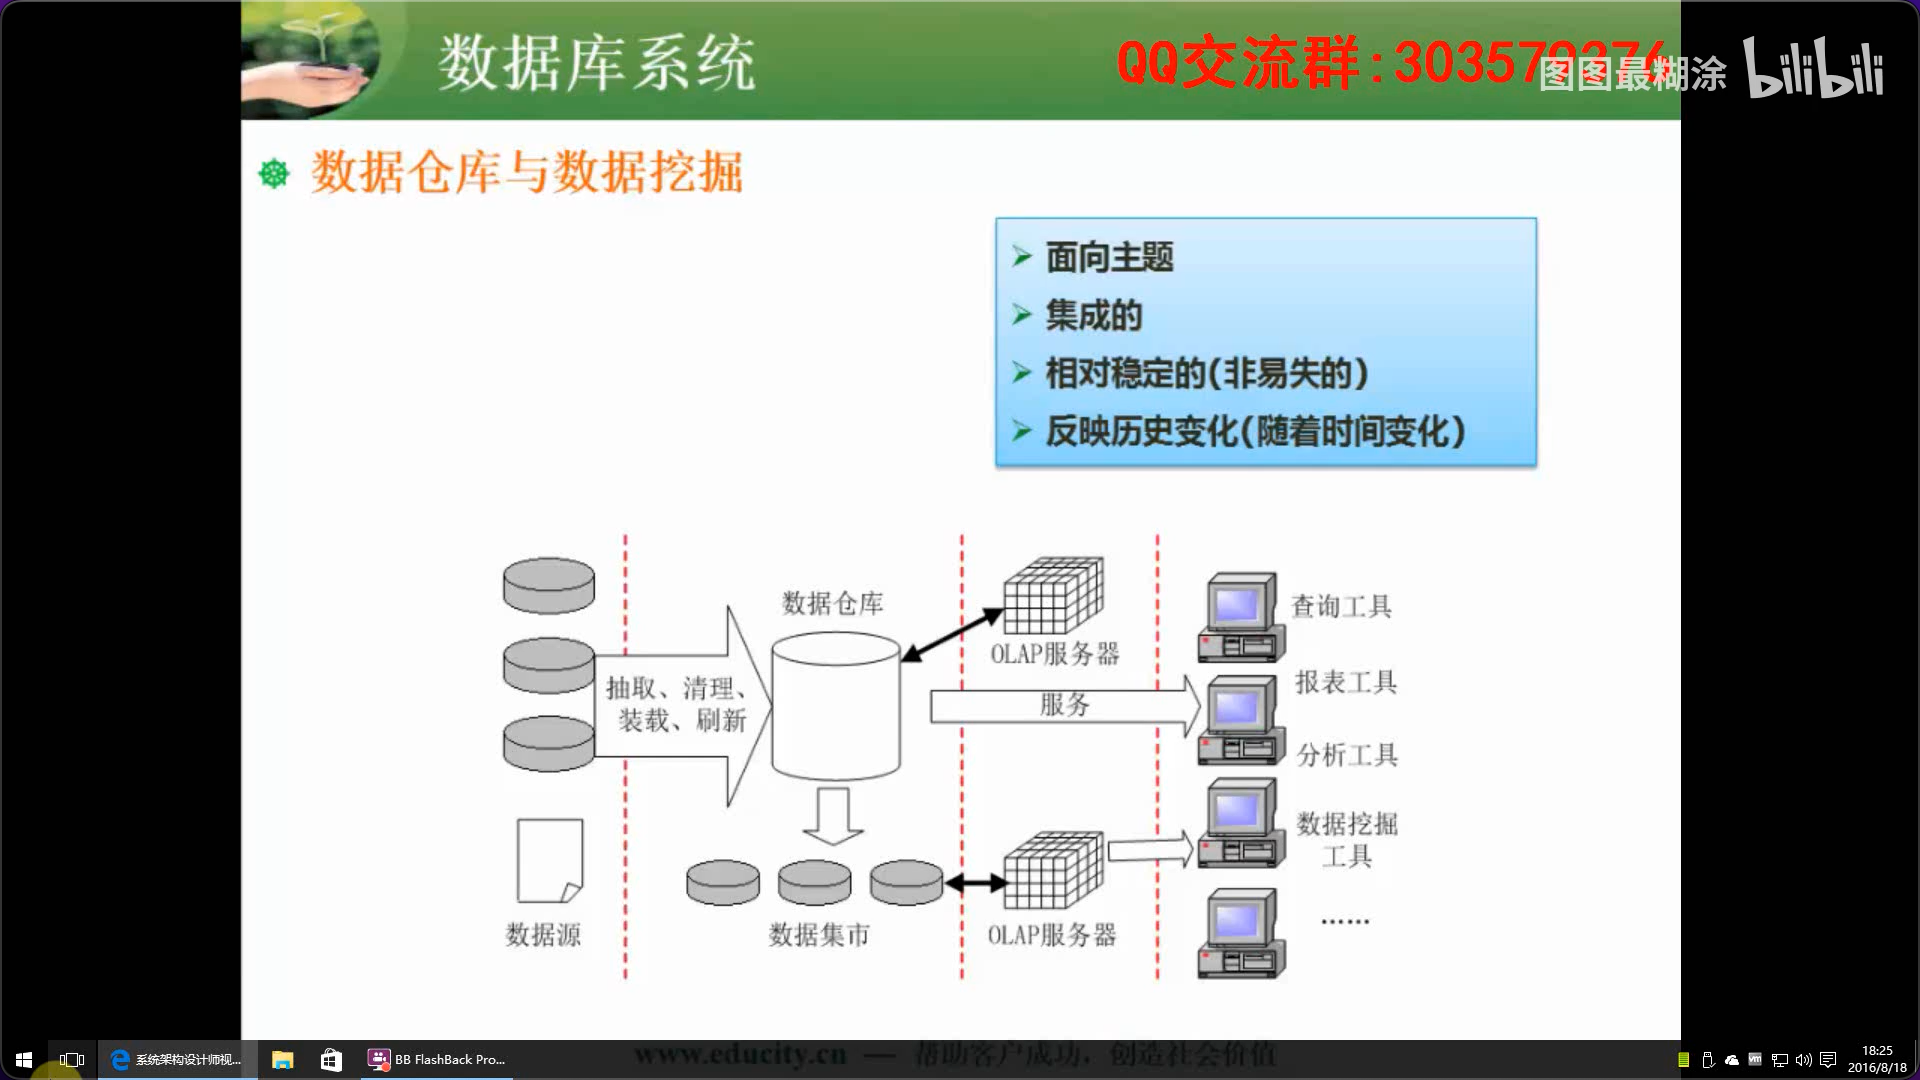 数据库系统
QQ交流群:303579376
图图最糊涂 bilibili
数据仓库与数据挖掘
面向主题
集成的
相对稳定的(非易失的)
反映历史变化(随着时间变化)
数据仓库
OLAP服务器
查询工具
报表工具
抽取、清理、
装载、刷新
服务
分析工具
数据挖掘
工具
......
数据源
数据集市
OLAP服务器
www.educity.cn — 帮助客户成功，创造社会价值
系统架构设计师视...
BB FlashBack Pro...
18:25
2016/8/18